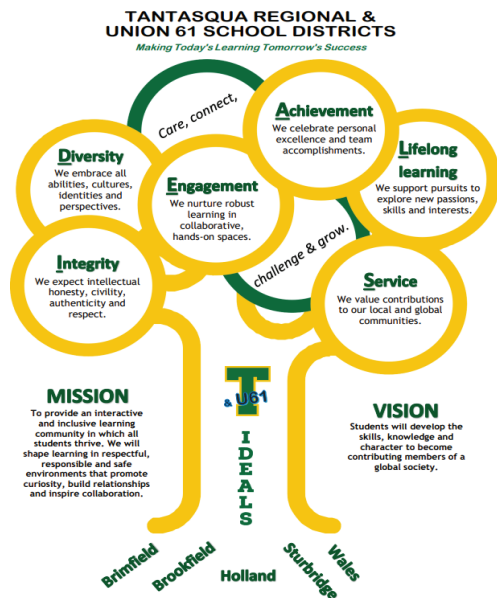 TANTASQUA REGIONAL &
UNION 61 SCHOOL DISTRICTS
Making Today's Learning Tomorrow's Success
Care, connect,
Achievement
We celebrate personal
excellence and team
accomplishments.
Diversity
We embrace all
abilities, cultures,
identities and
perspectives.
Engagement
We nurture robust
learning in
collaborative,
hands-on spaces.
Lifelong
learning
We support pursuits to
explore new passions,
skills and interests.
challenge & grow.
Integrity
We expect intellectual
honesty, civility,
authenticity and
respect.
Service
We value contributions
to our local and global
communities.
T
& U61
IDEALS
MISSION
To provide an interactive
and inclusive learning
community in which all
students thrive. We will
shape learning in respectful,
responsible and safe
environments that promote
curiosity, build relationships
and inspire collaboration.
VISION
Students will develop the
skills, knowledge and
character to become
contributing members of a
global society.
Brimfield
Brookfield
Holland
Sturbridge
Wales